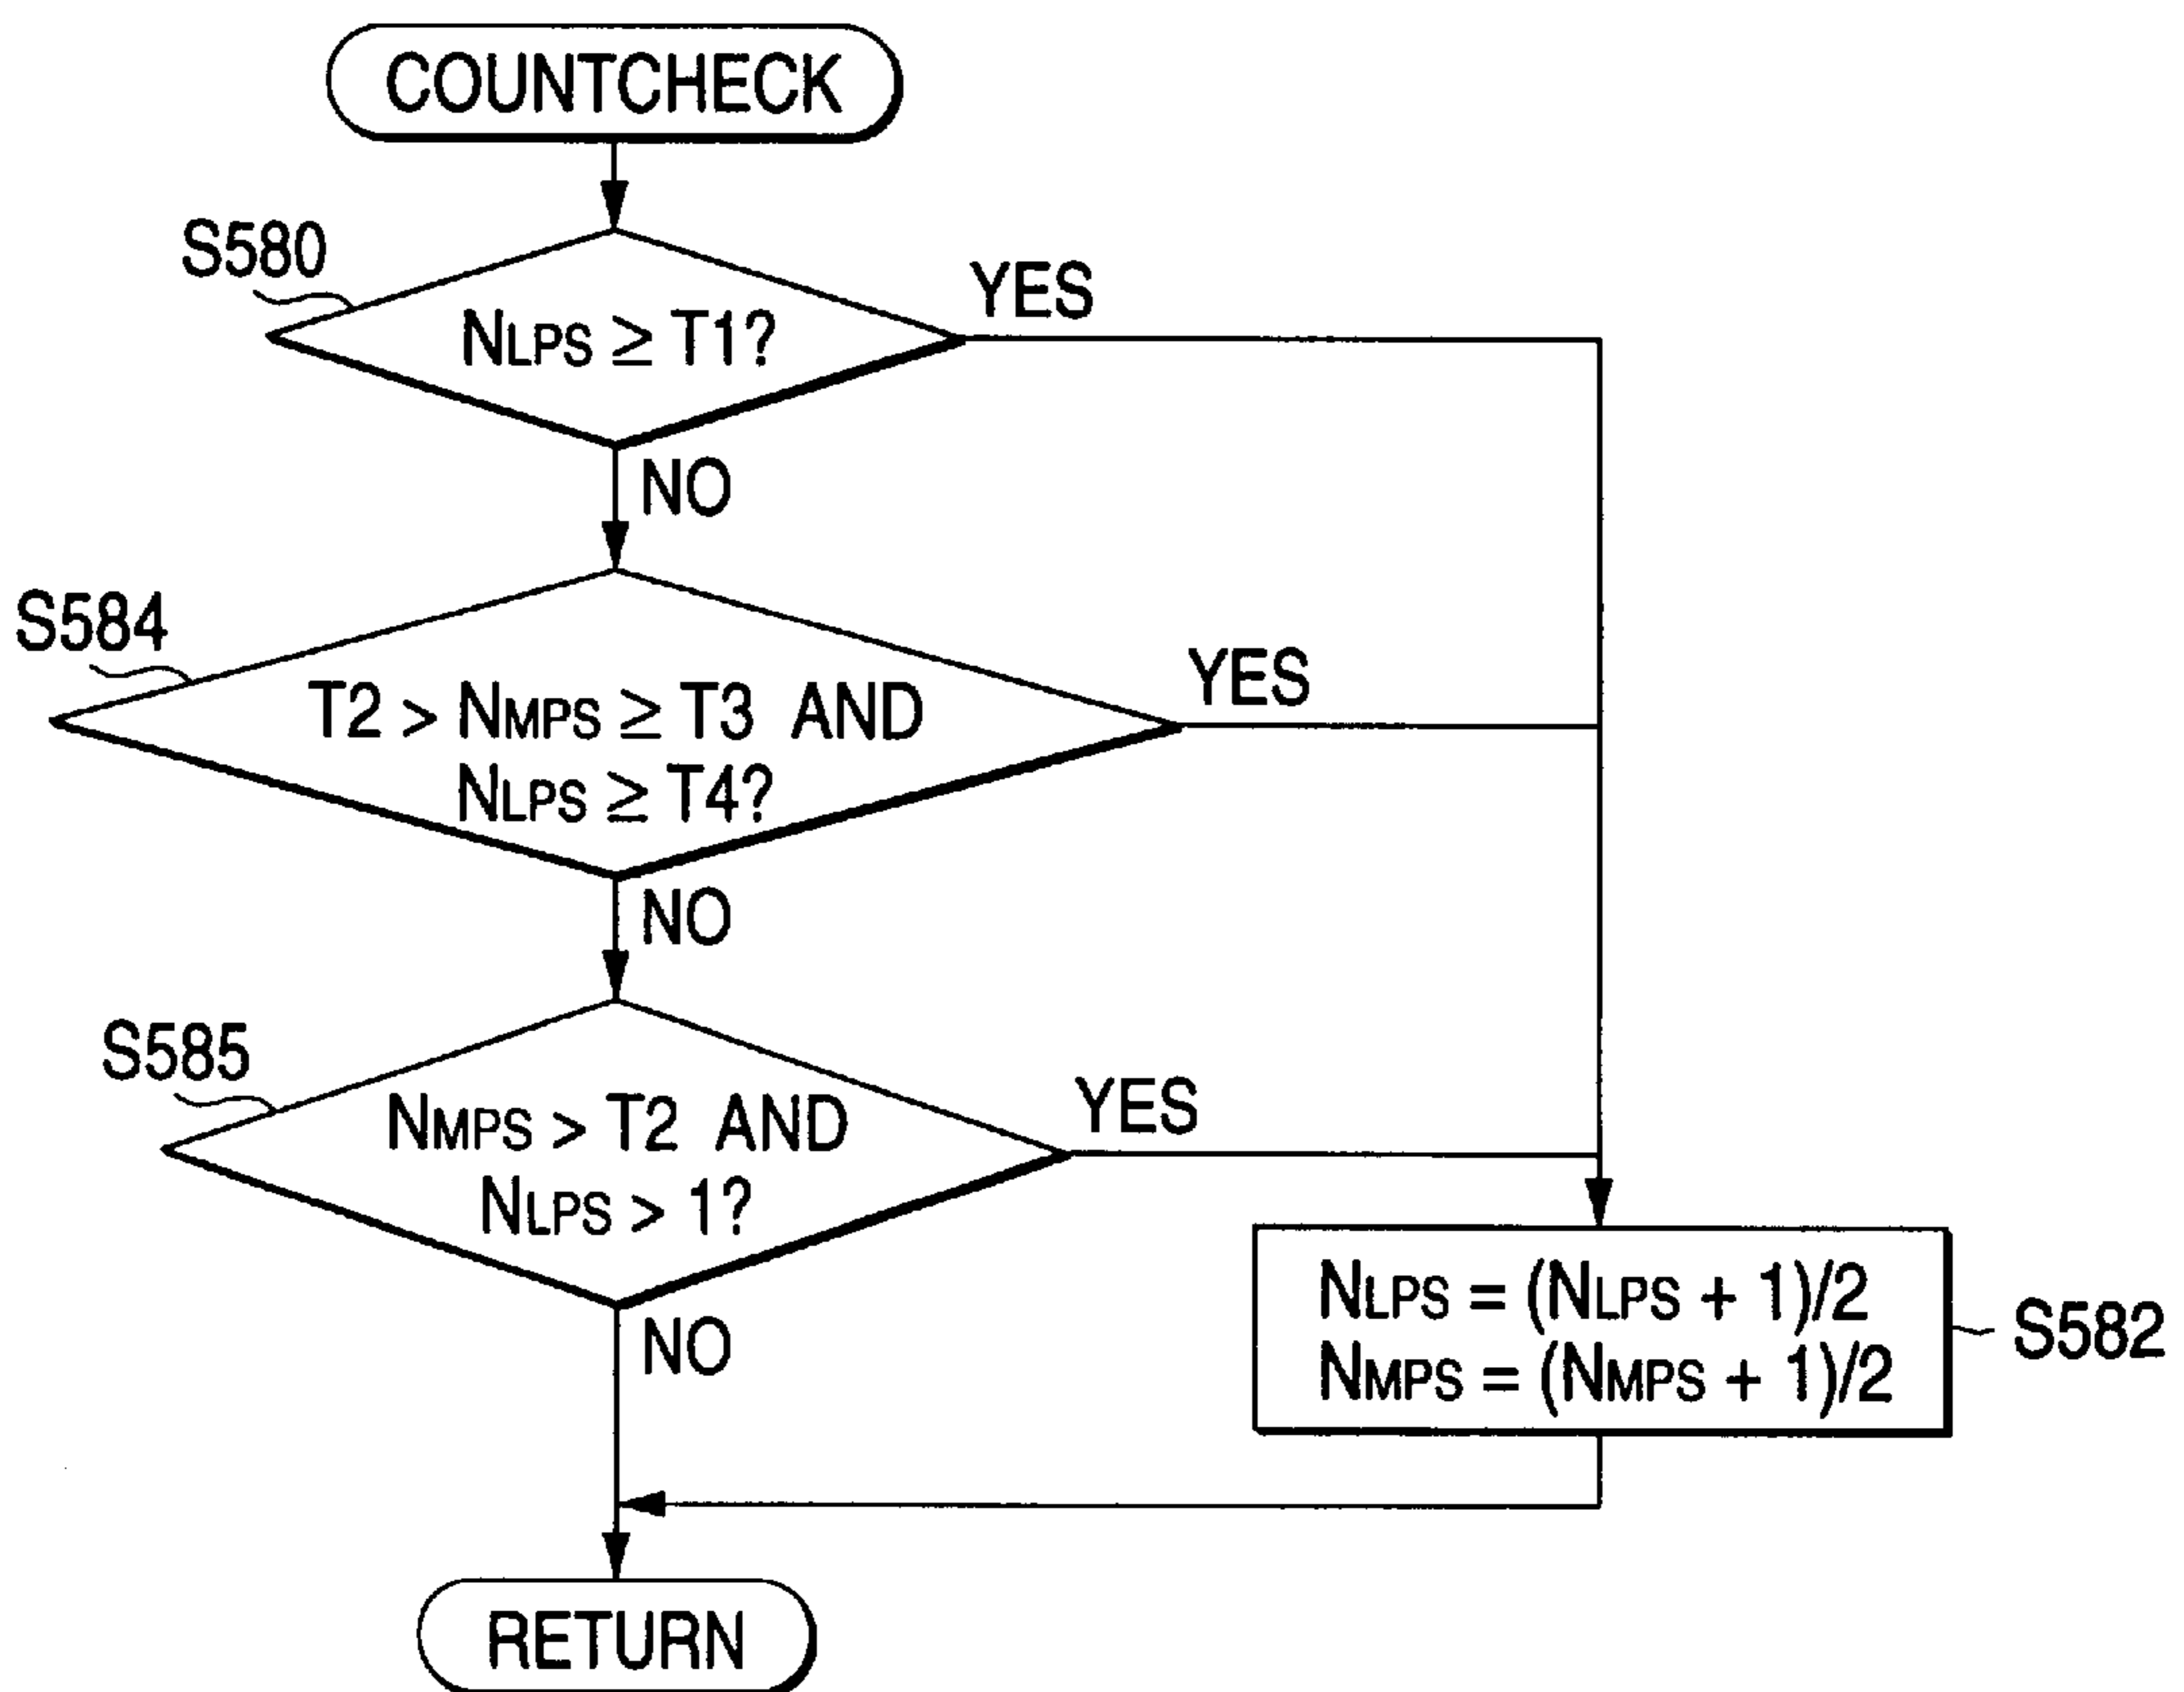 COUNTCHECK
S580
NLPS ≥ T1?
YES
NO
S584
T2 > NMPS ≥ T3 AND
NLPS ≥ T4?
YES
NO
S585
NMPS > T2 AND
NLPS > 1?
YES
NO
NLPS = (NLPS + 1)/2
NMPS = (NMPS + 1)/2
S582
RETURN